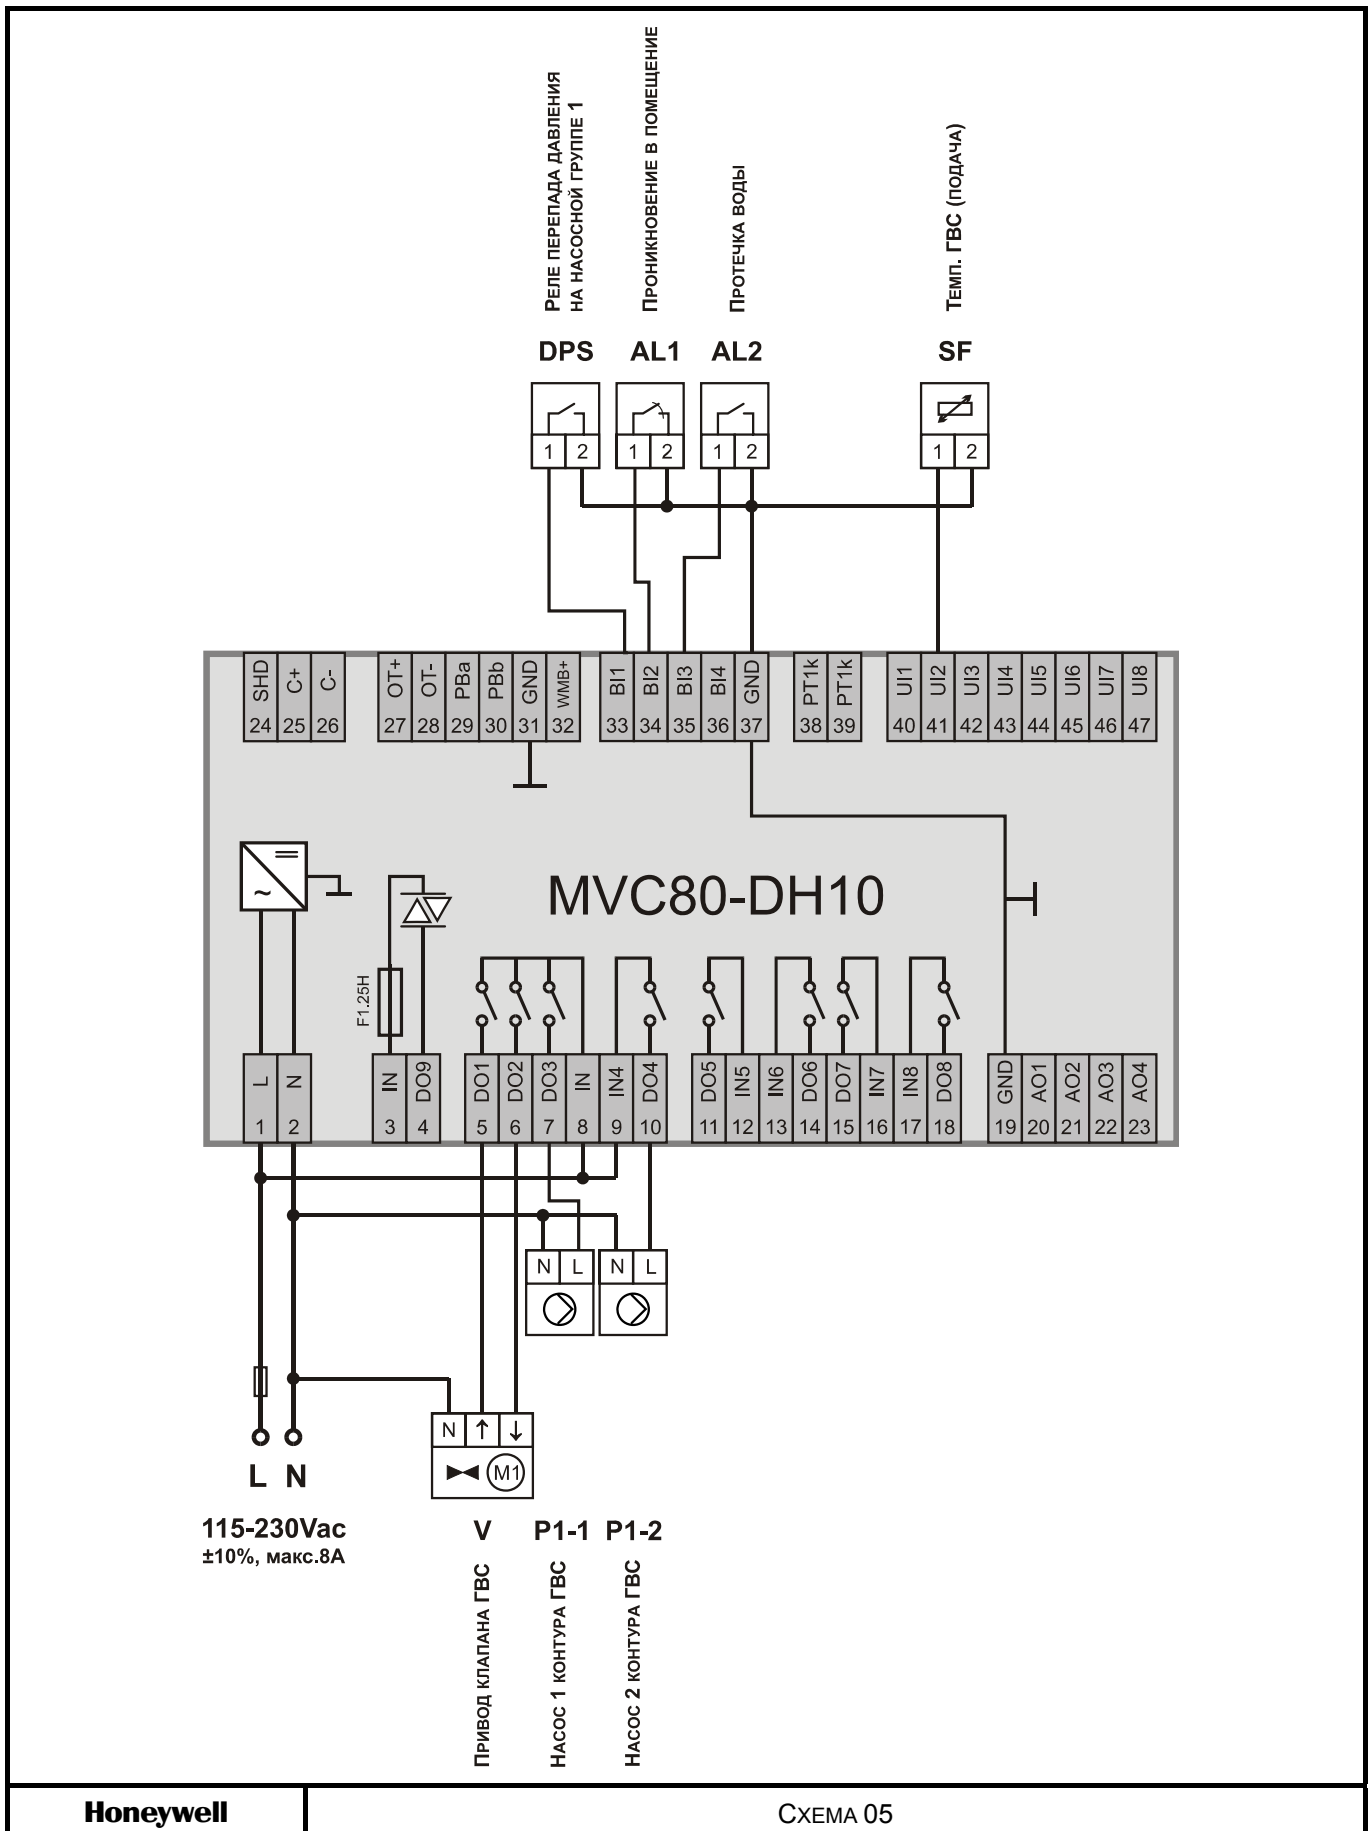 Реле перепада давления
на насосной группе 1
Проникновение в помещение
Протечка воды
Темп. ГВС (подача)
DPS AL1 AL2 SF
1 2 1 2 1 2 1 2
SHD C+ C- OT+ OT- PBa PBb GND WMB+ BI1 BI2 BI3 BI4 GND PT1k PT1k UI1 UI2 UI3 UI4 UI5 UI6 UI7 UI8
24 25 26 27 28 29 30 31 32 33 34 35 36 37 38 39 40 41 42 43 44 45 46 47
MVC80-DH10
F1.25H
L N IN DO9 DO1 DO2 DO3 IN IN4 DO4 DO5 IN5 IN6 DO6 DO7 IN7 IN8 DO8 GND AO1 AO2 AO3 AO4
1 2 3 4 5 6 7 8 9 10 11 12 13 14 15 16 17 18 19 20 21 22 23
N L N L
N ↑ ↓
M1
L N
115-230Vac
±10%, макс.8А
V P1-1 P1-2
Привод клапана ГВС
Насос 1 контура ГВС
Насос 2 контура ГВС
Honeywell
Схема 05